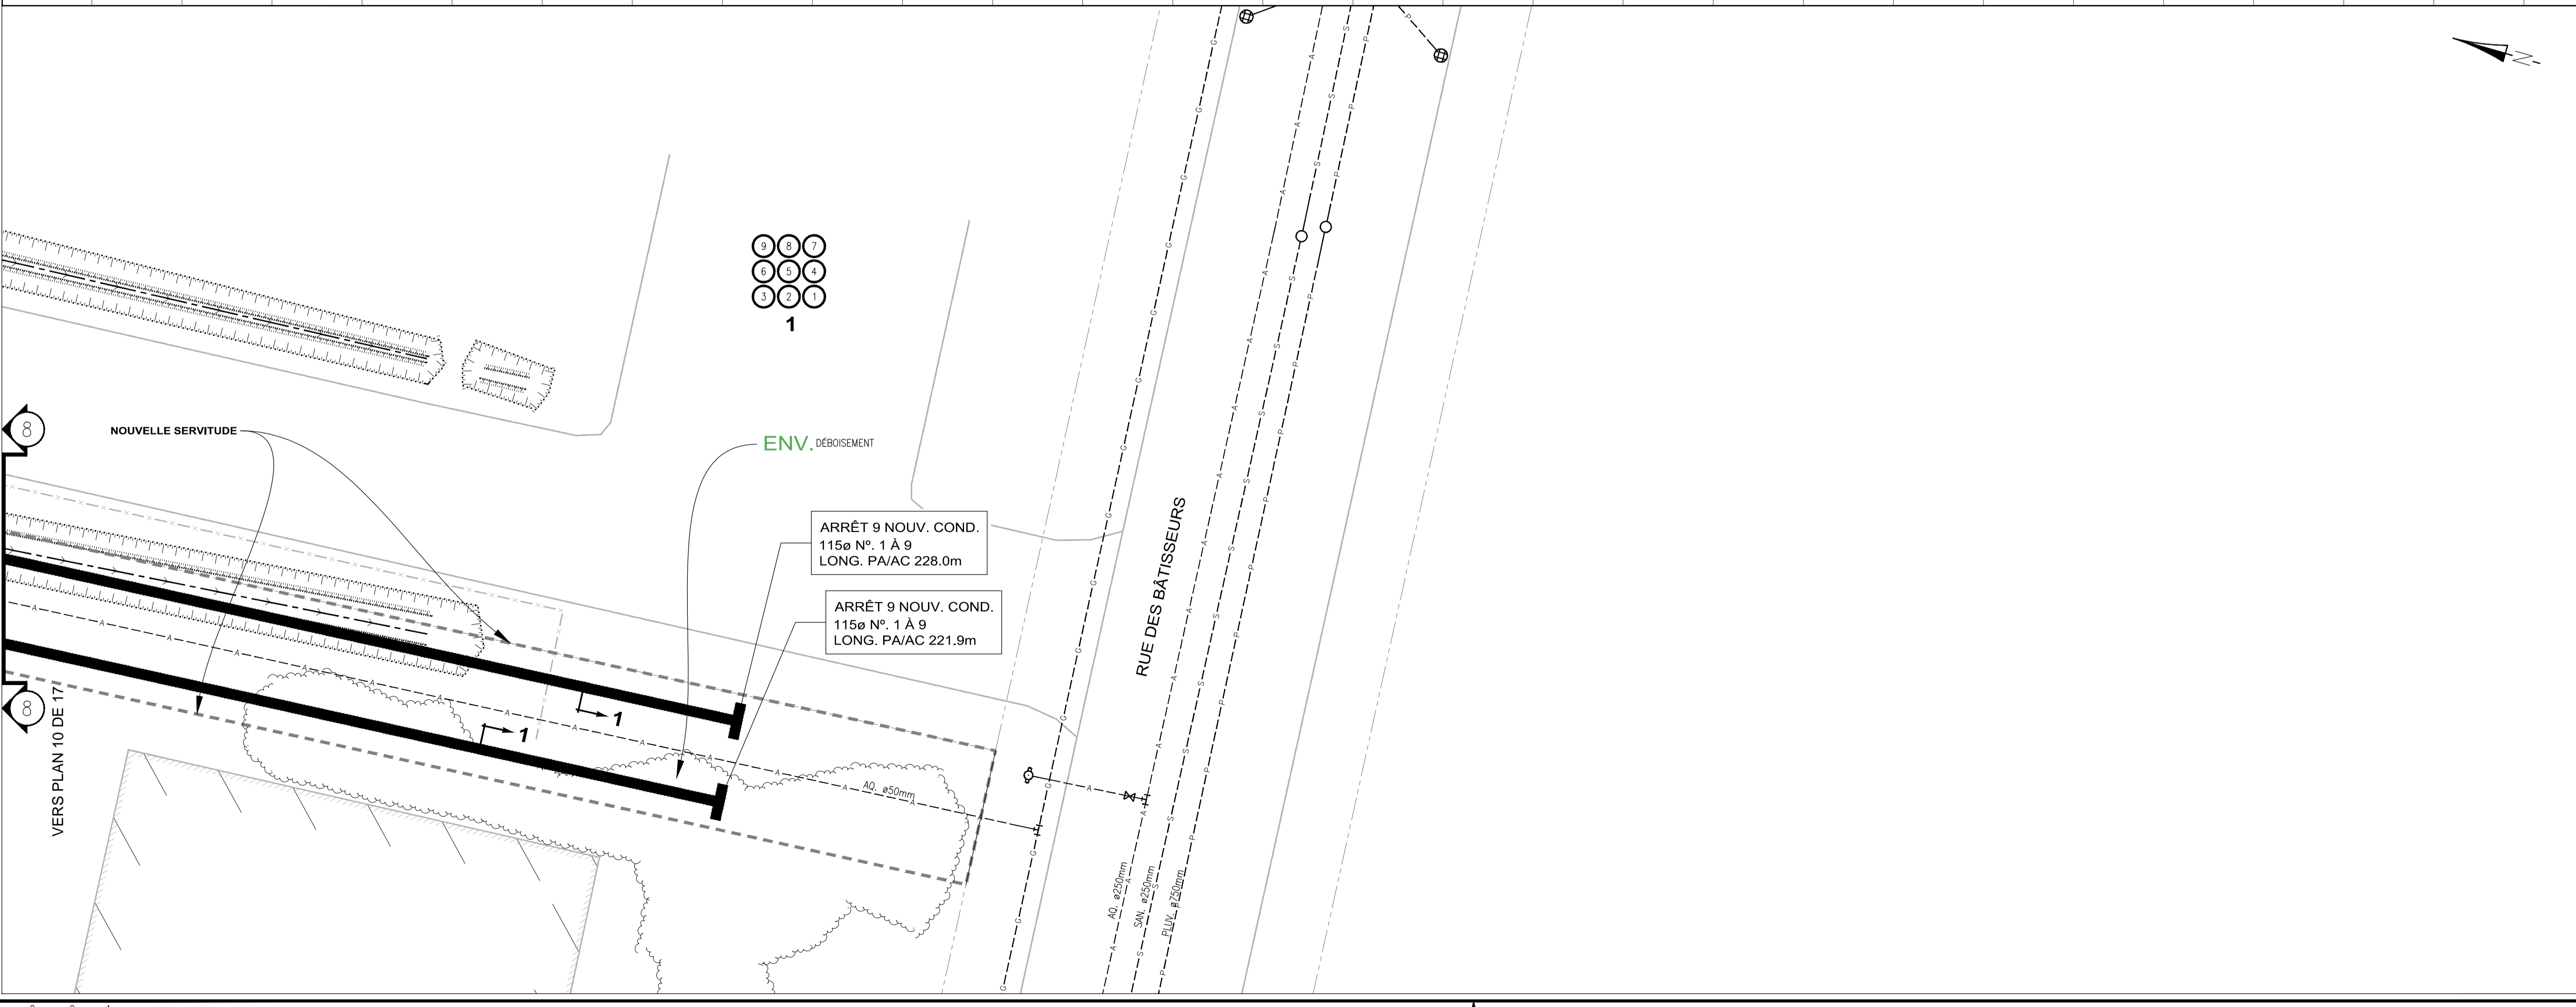 N
9 8 7
6 5 4
3 2 1
1
8
NOUVELLE SERVITUDE
ENV. DÉBOISEMENT
ARRÊT 9 NOUV. COND.
115ø Nº. 1 À 9
LONG. PA/AC 228.0m
ARRÊT 9 NOUV. COND.
115ø Nº. 1 À 9
LONG. PA/AC 221.9m
RUE DES BÂTISSEURS
8
VERS PLAN 10 DE 17
1
1
AQ. ø50mm
AQ. ø250mm
SAN. ø250mm
PLUV. ø750mm